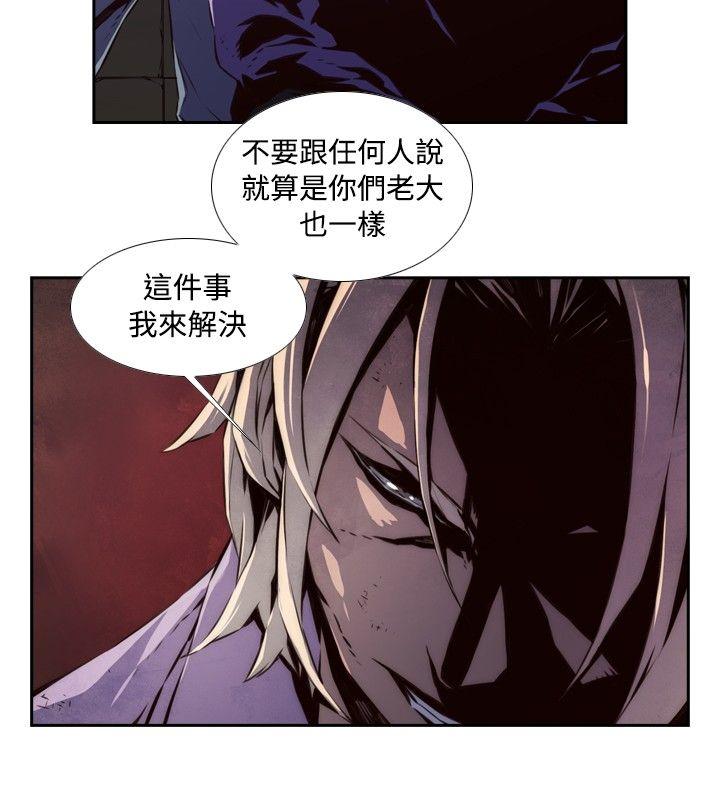 不要跟任何人說
就算是你們老大
也一樣
這件事
我來解決